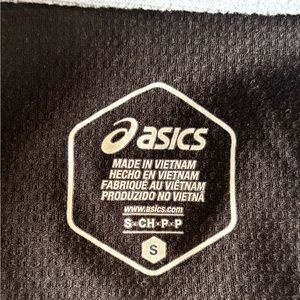 asics
MADE IN VIETNAM
HECHO EN VIETNAM
FABRIQUÉ AU VIÊTNAM
PRODUZIDO NO VIETNÃ
www.asics.com
S·CH·P·P
S